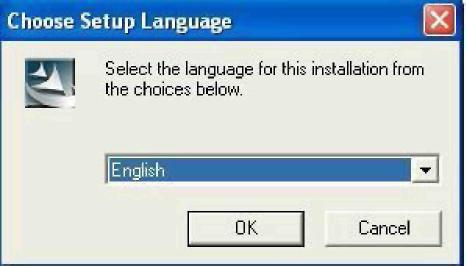 Choose Setup Language
Select the language for this installation from
the choices below.
English
OK
Cancel